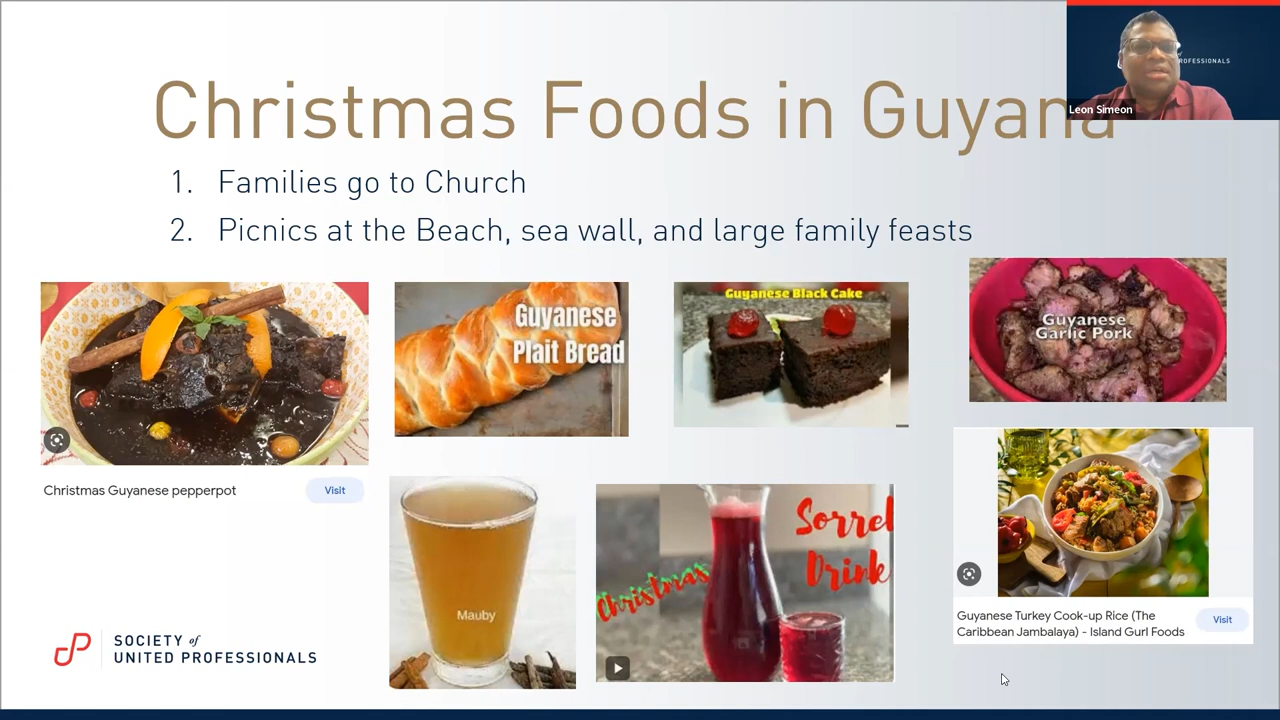 Christmas Foods in Guyana
PROFESSIONALS
Leon Simeon
1. Families go to Church
2. Picnics at the Beach, sea wall, and large family feasts
Guyanese
Plait Bread
Guyanese Black Cake
Guyanese
Garlic Pork
Christmas Guyanese pepperpot
Visit
Mauby
Christmas
Sorrel
Drink
Guyanese Turkey Cook-up Rice (The
Caribbean Jambalaya) - Island Gurl Foods
Visit
SOCIETY of
UNITED PROFESSIONALS